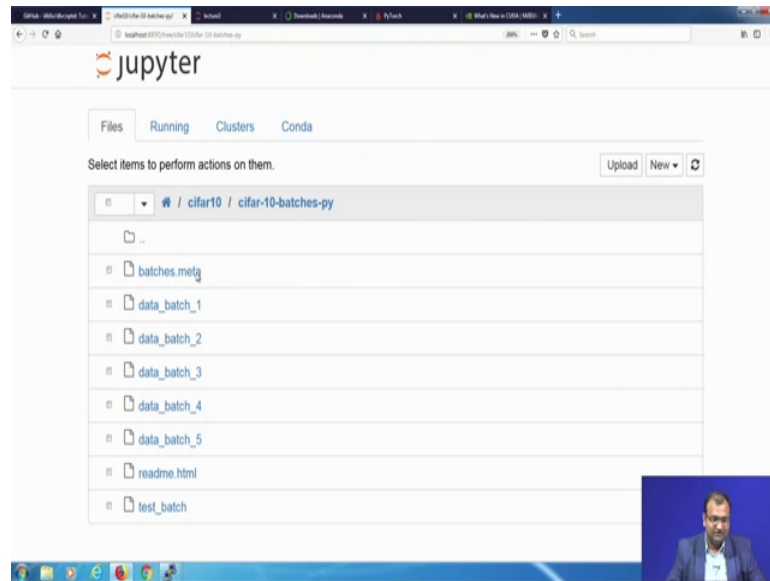 jupyter
Files Running Clusters Conda
Select items to perform actions on them.
Upload New
/ cifar10 / cifar-10-batches-py
..
batches.meta
data_batch_1
data_batch_2
data_batch_3
data_batch_4
data_batch_5
readme.html
test_batch